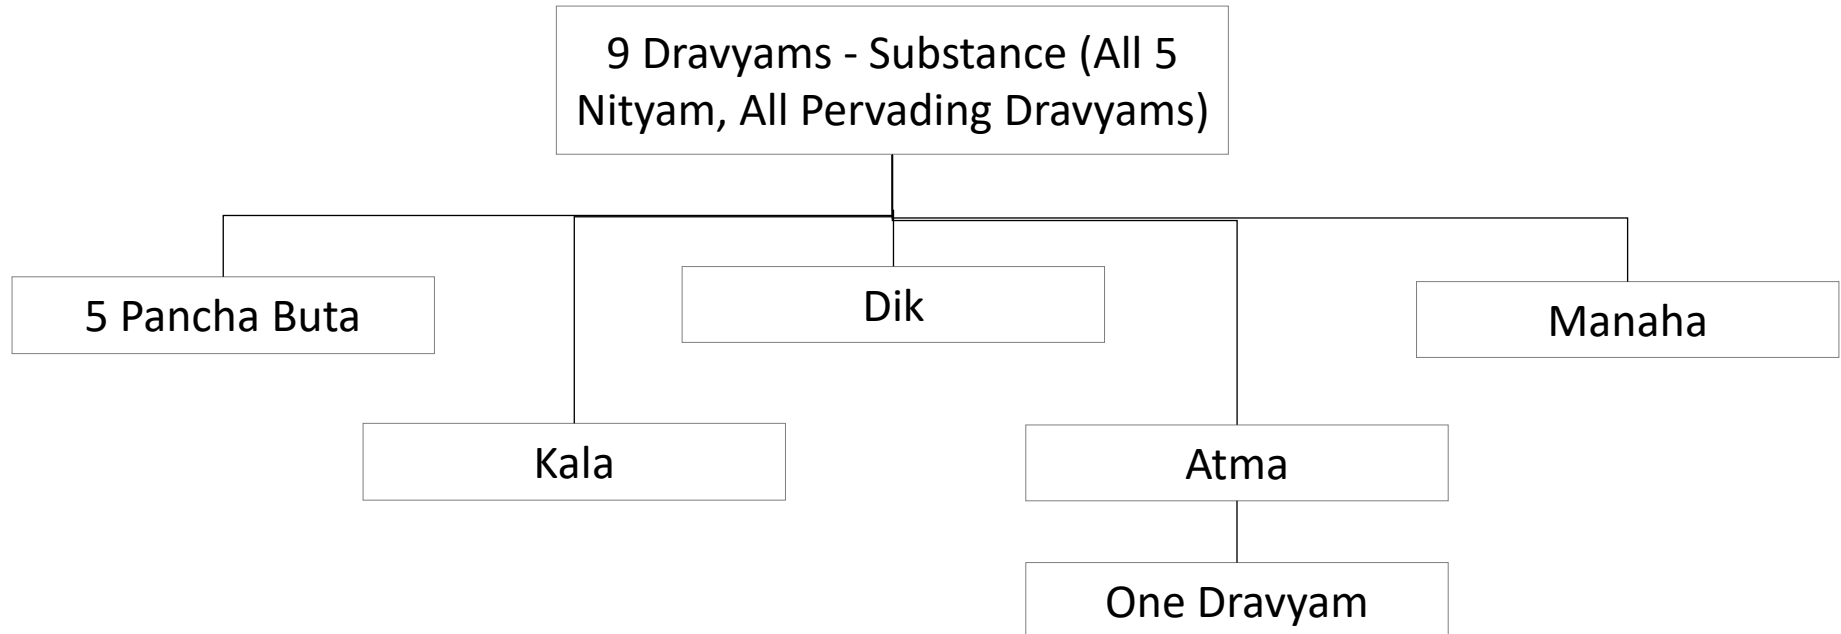 9 Dravyams - Substance (All 5
Nityam, All Pervading Dravyams)
5 Pancha Buta
Dik
Manaha
Kala
Atma
One Dravyam